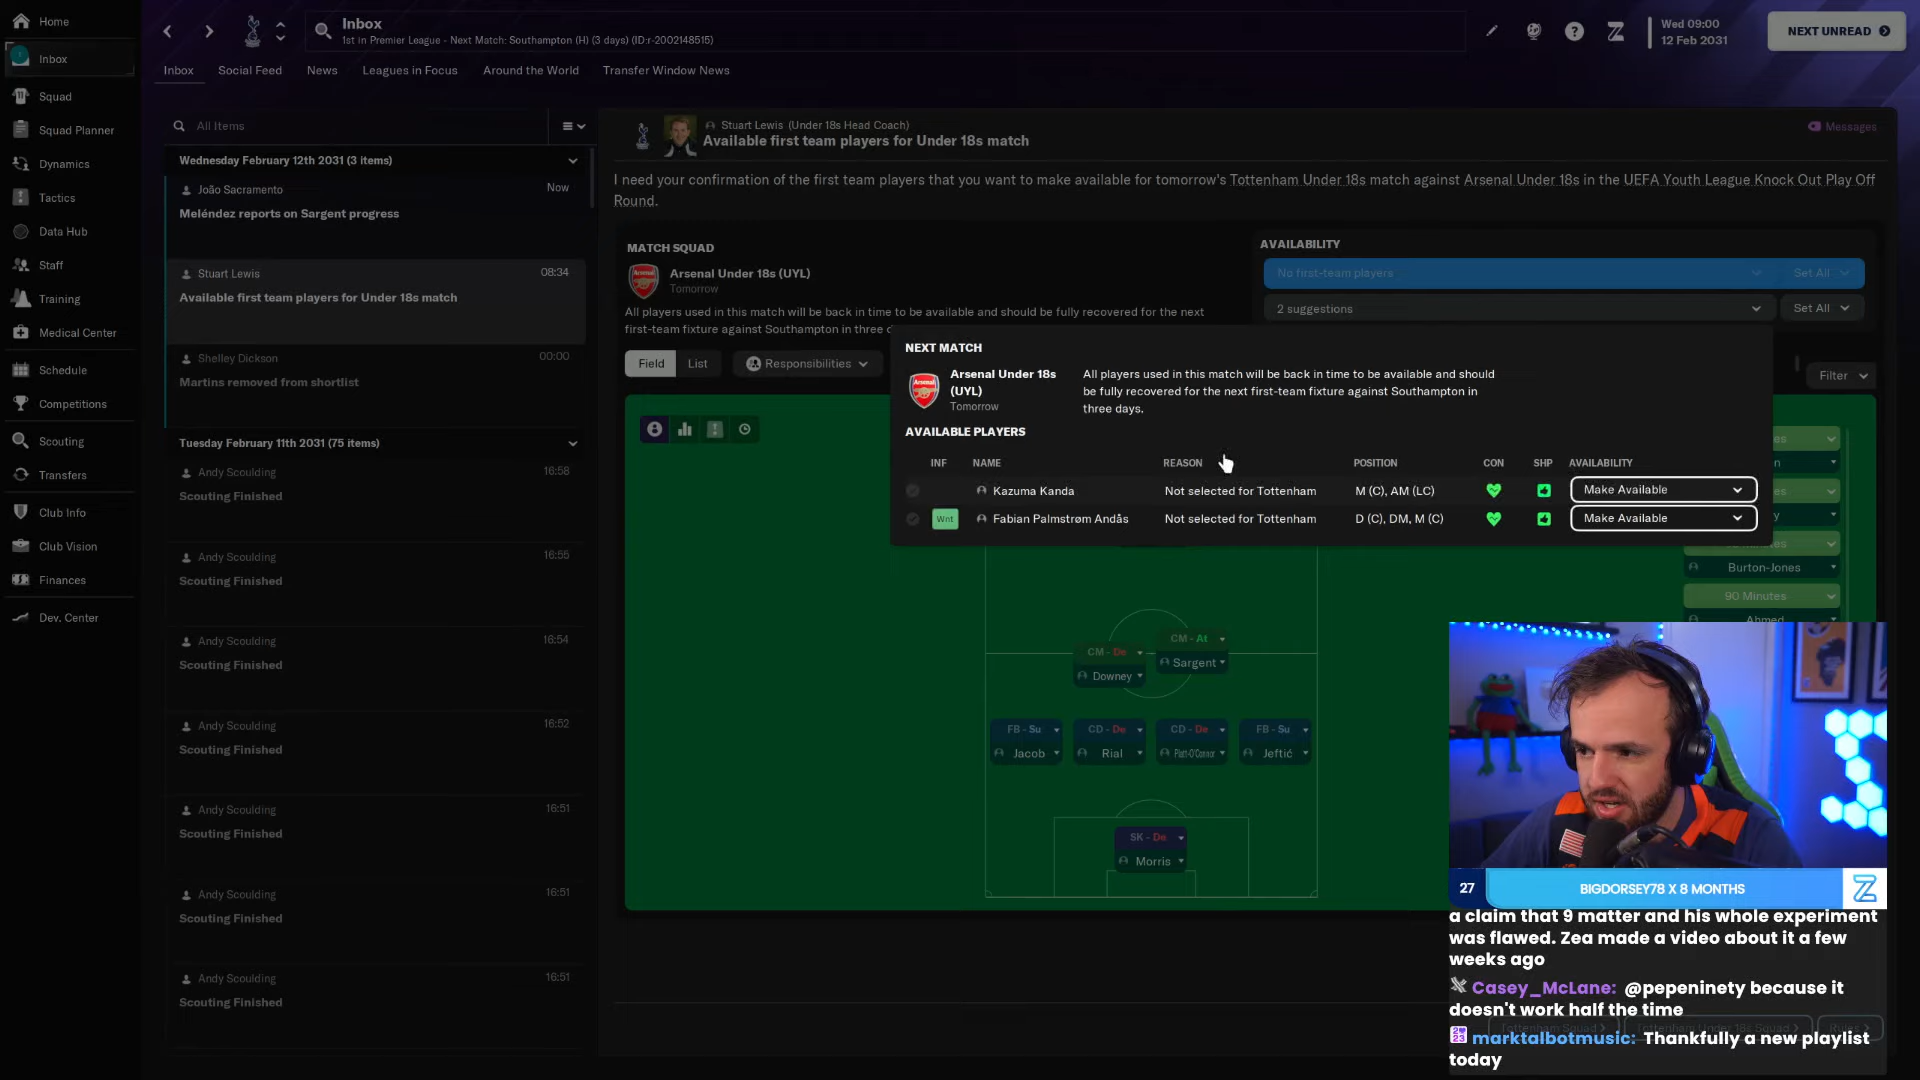 Home
Inbox
Squad
Squad Planner
Dynamics
Tactics
Data Hub
Staff
Training
Medical Center
Schedule
Competitions
Scouting
Transfers
Club Info
Club Vision
Finances
Dev. Center
Inbox
1st in Premier League - Next Match: Southampton (H) (3 days) (ID:r-2002148515)
Wed 09:00
12 Feb 2031
NEXT UNREAD
Inbox
Social Feed
News
Leagues in Focus
Around the World
Transfer Window News
All Items
Wednesday February 12th 2031 (3 items)
João Sacramento
Now
Meléndez reports on Sargent progress
Stuart Lewis
08:34
Available first team players for Under 18s match
Shelley Dickson
00:00
Martins removed from shortlist
Tuesday February 11th 2031 (75 items)
Andy Scoulding
16:58
Scouting Finished
Andy Scoulding
16:55
Scouting Finished
Andy Scoulding
16:54
Scouting Finished
Andy Scoulding
16:52
Scouting Finished
Andy Scoulding
16:51
Scouting Finished
Andy Scoulding
16:51
Scouting Finished
Andy Scoulding
16:51
Scouting Finished
Stuart Lewis (Under 18s Head Coach)
Available first team players for Under 18s match
Messages
I need your confirmation of the first team players that you want to make available for tomorrow's Tottenham Under 18s match against Arsenal Under 18s in the UEFA Youth League Knock Out Play Off
Round.
MATCH SQUAD
Arsenal Under 18s (UYL)
Tomorrow
All players used in this match will be back in time to be available and should be fully recovered for the next
first-team fixture against Southampton in three
AVAILABILITY
No first-team players
Set All
2 suggestions
Set All
Field
List
Responsibilities
Filter
NEXT MATCH
Arsenal Under 18s
(UYL)
Tomorrow
All players used in this match will be back in time to be available and should
be fully recovered for the next first-team fixture against Southampton in
three days.
AVAILABLE PLAYERS
INF NAME REASON POSITION CON SHP AVAILABILITY
Kazuma Kanda Not selected for Tottenham M (C), AM (LC) Make Available
Wnt Fabian Palmstrøm Andås Not selected for Tottenham D (C), DM, M (C) Make Available
Burton-Jones
90 Minutes
Ahmed
CM - At
Sargent
CM - De
Downey
FB - Su
Jacob
CD - De
Rial
CD - De
Platt-O'Connor
FB - Su
Jeftić
SK - De
Morris
27
BIGDORSEY78 X 8 MONTHS
a claim that 9 matter and his whole experiment
was flawed. Zea made a video about it a few
weeks ago
Casey_McLane: @pepeninety because it
doesn't work half the time
marktalbotmusic: Thankfully a new playlist
today
Tottenham Squad
Tottenham Under 18s Squad
Rules